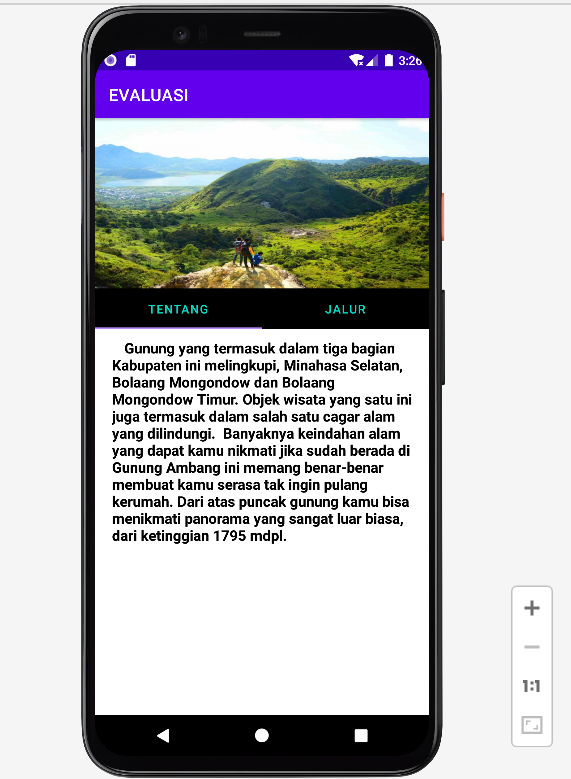 3:26
EVALUASI
TENTANG
JALUR
Gunung yang termasuk dalam tiga bagian
Kabupaten ini melingkupi, Minahasa Selatan,
Bolaang Mongondow dan Bolaang
Mongondow Timur. Objek wisata yang satu ini
juga termasuk dalam salah satu cagar alam
yang dilindungi.  Banyaknya keindahan alam
yang dapat kamu nikmati jika sudah berada di
Gunung Ambang ini memang benar-benar
membuat kamu serasa tak ingin pulang
kerumah. Dari atas puncak gunung kamu bisa
menikmati panorama yang sangat luar biasa,
dari ketinggian 1795 mdpl.
1:1